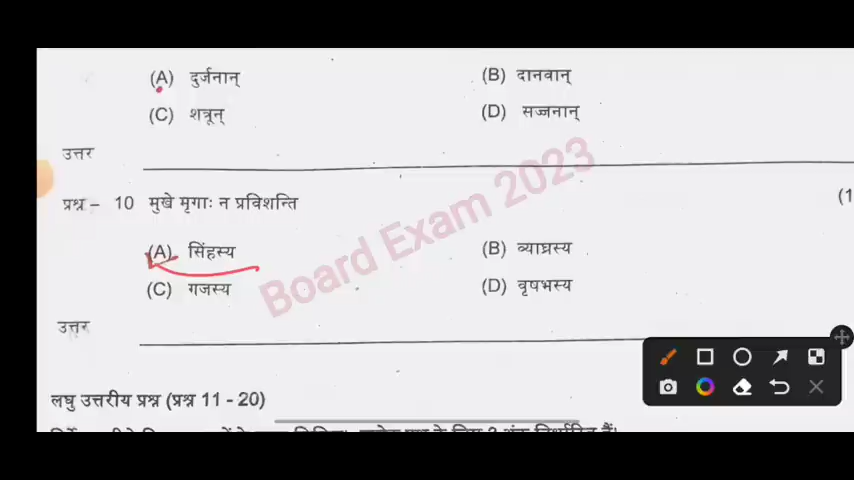 (A) दुर्जनान् (B) दानवान्
(C) शत्रून् (D) सज्जनान्
उत्तर
प्रश्न – 10 मुखे मृगाः न प्रविशन्ति (1
(A) सिंहस्य (B) व्याघ्रस्य
(C) गजस्य (D) वृषभस्य
उत्तर
Board Exam 2023
लघु उत्तरीय प्रश्न (प्रश्न 11 - 20)